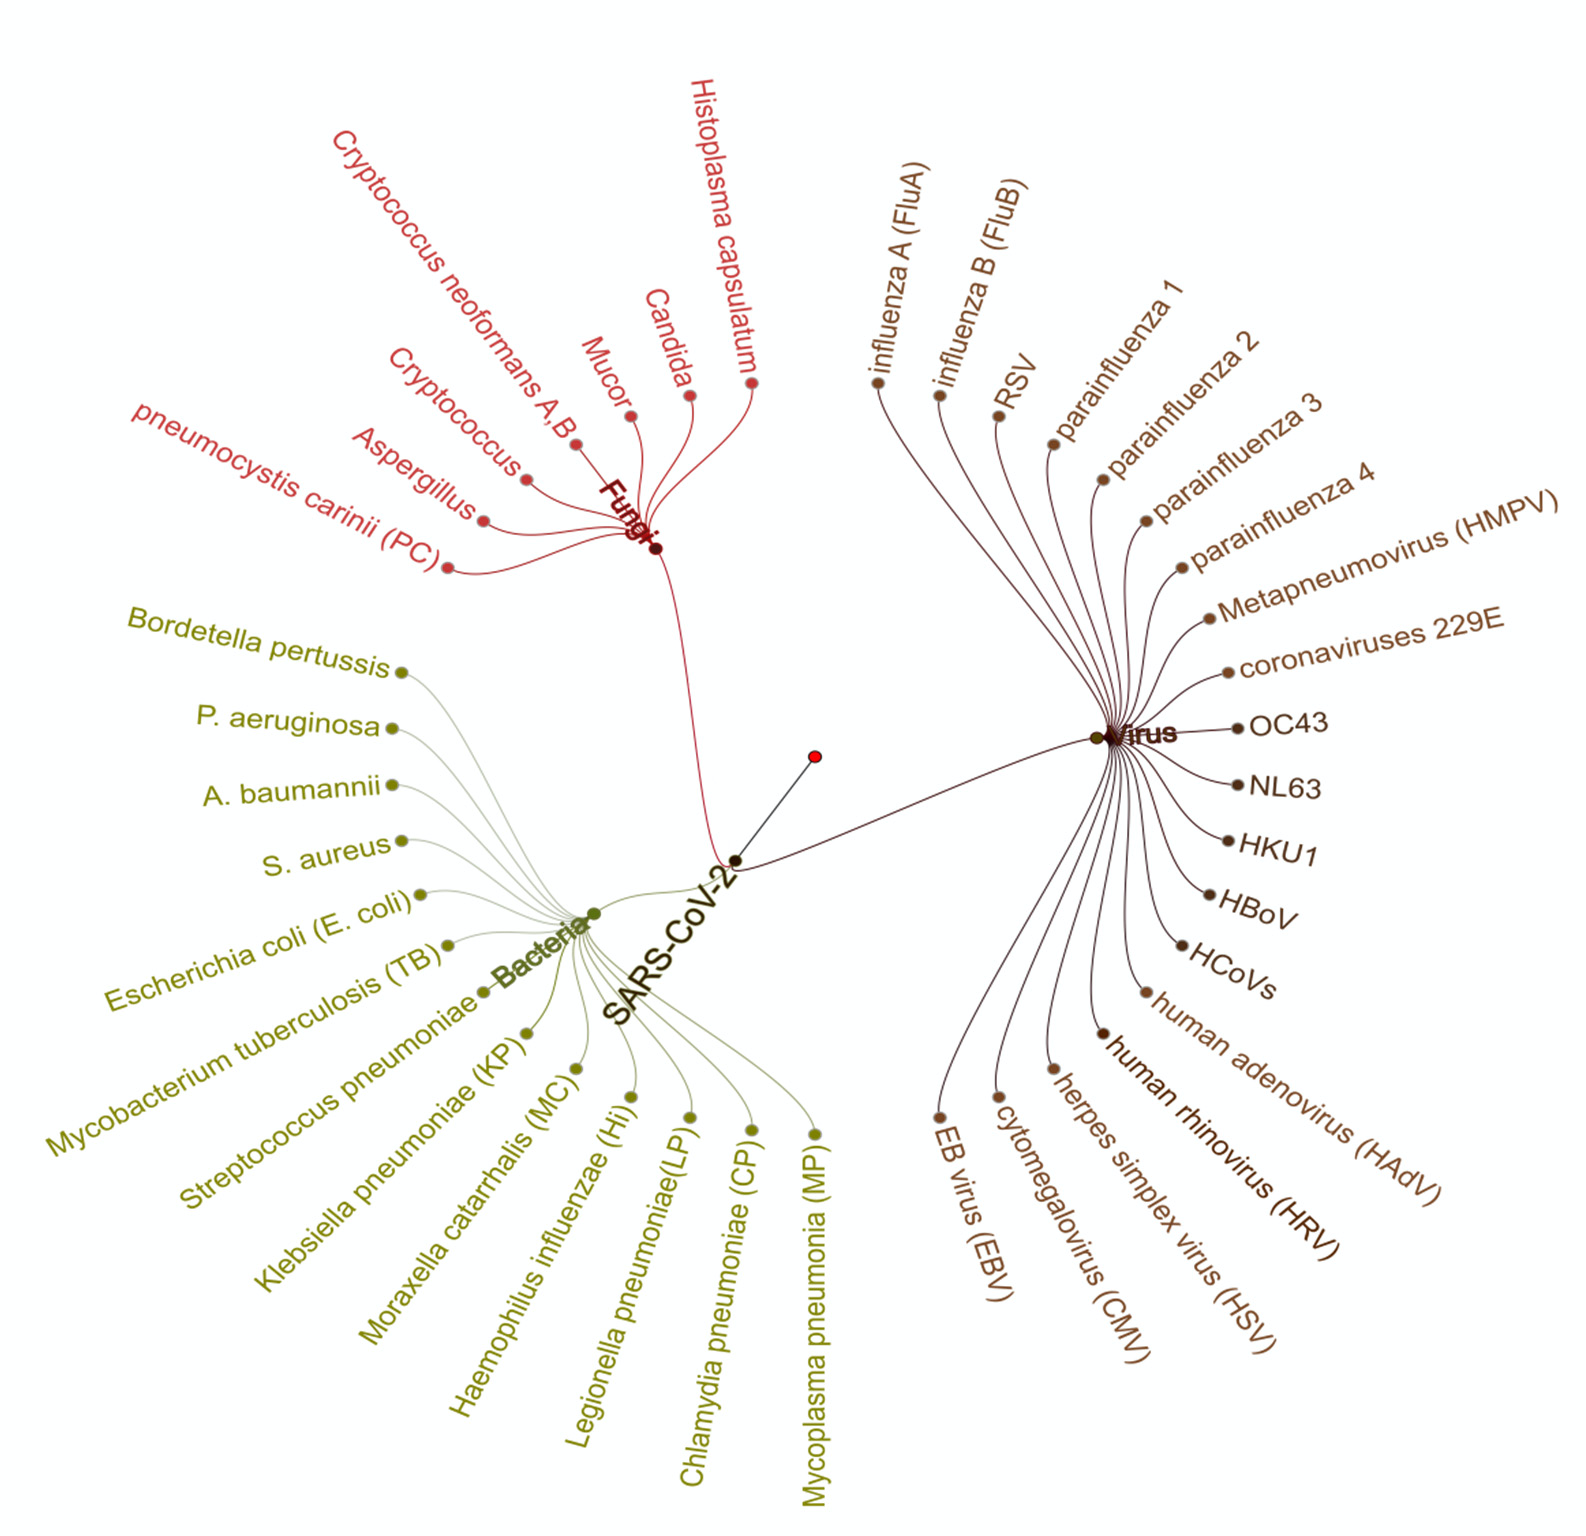 Histoplasma capsulatum
Candida
Mucor
Cryptococcus neoformans A,B
Cryptococcus
Aspergillus
pneumocystis carinii (PC)
Fungi
influenza A (FluA)
influenza B (FluB)
RSV
parainfluenza 1
parainfluenza 2
parainfluenza 3
parainfluenza 4
Metapneumovirus (HMPV)
coronaviruses 229E
OC43
NL63
HKU1
HBoV
HCoVs
human adenovirus (HAdV)
human rhinovirus (HRV)
herpes simplex virus (HSV)
cytomegalovirus (CMV)
EB virus (EBV)
Virus
SARS-CoV-2
Bacteria
Bordetella pertussis
P. aeruginosa
A. baumannii
S. aureus
Escherichia coli (E. coli)
Mycobacterium tuberculosis (TB)
Streptococcus pneumoniae
Klebsiella pneumoniae (KP)
Moraxella catarrhalis (MC)
Haemophilus influenzae (Hi)
Legionella pneumoniae(LP)
Chlamydia pneumoniae (CP)
Mycoplasma pneumonia (MP)